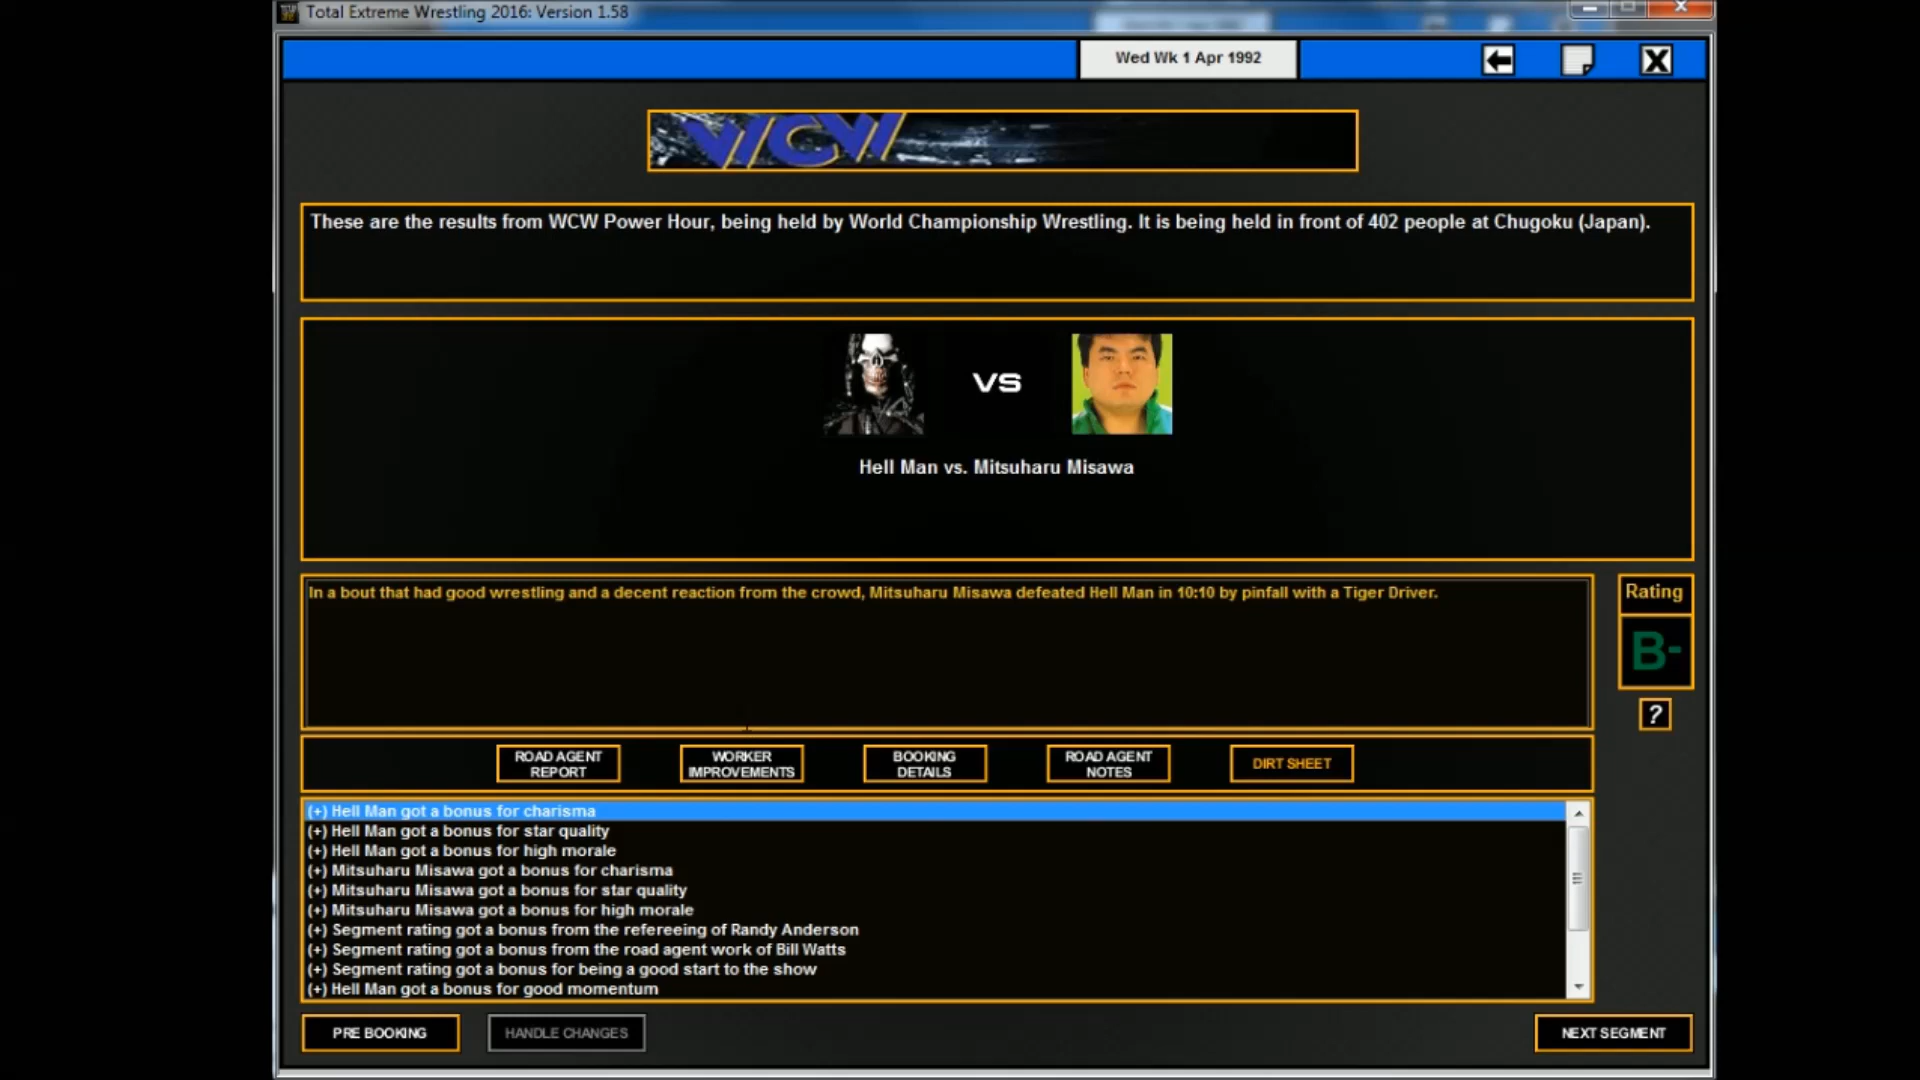 Total Extreme Wrestling 2016: Version 1.58
Wed Wk 1 Apr 1992
WCW
These are the results from WCW Power Hour, being held by World Championship Wrestling. It is being held in front of 402 people at Chugoku (Japan).
VS
Hell Man vs. Mitsuharu Misawa
In a bout that had good wrestling and a decent reaction from the crowd, Mitsuharu Misawa defeated Hell Man in 10:10 by pinfall with a Tiger Driver.
Rating
B-
?
ROAD AGENT REPORT
WORKER IMPROVEMENTS
BOOKING DETAILS
ROAD AGENT NOTES
DIRT SHEET
(+) Hell Man got a bonus for charisma
(+) Hell Man got a bonus for star quality
(+) Hell Man got a bonus for high morale
(+) Mitsuharu Misawa got a bonus for charisma
(+) Mitsuharu Misawa got a bonus for star quality
(+) Mitsuharu Misawa got a bonus for high morale
(+) Segment rating got a bonus from the refereeing of Randy Anderson
(+) Segment rating got a bonus from the road agent work of Bill Watts
(+) Segment rating got a bonus for being a good start to the show
(+) Hell Man got a bonus for good momentum
PRE BOOKING
HANDLE CHANGES
NEXT SEGMENT